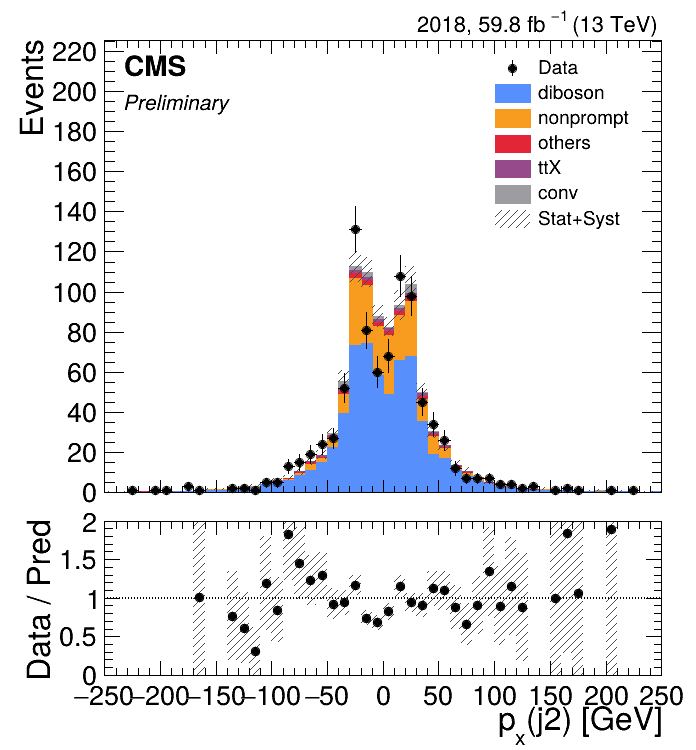 2018, 59.8 fb⁻¹ (13 TeV)
CMS
Preliminary
Events
220
200
180
160
140
120
100
80
60
40
20
0
Data
diboson
nonprompt
others
ttX
conv
Stat+Syst
Data / Pred
2
1.5
1
0.5
0
−250 −200 −150 −100 −50 0 50 100 150 200 250
pₓ(j2) [GeV]